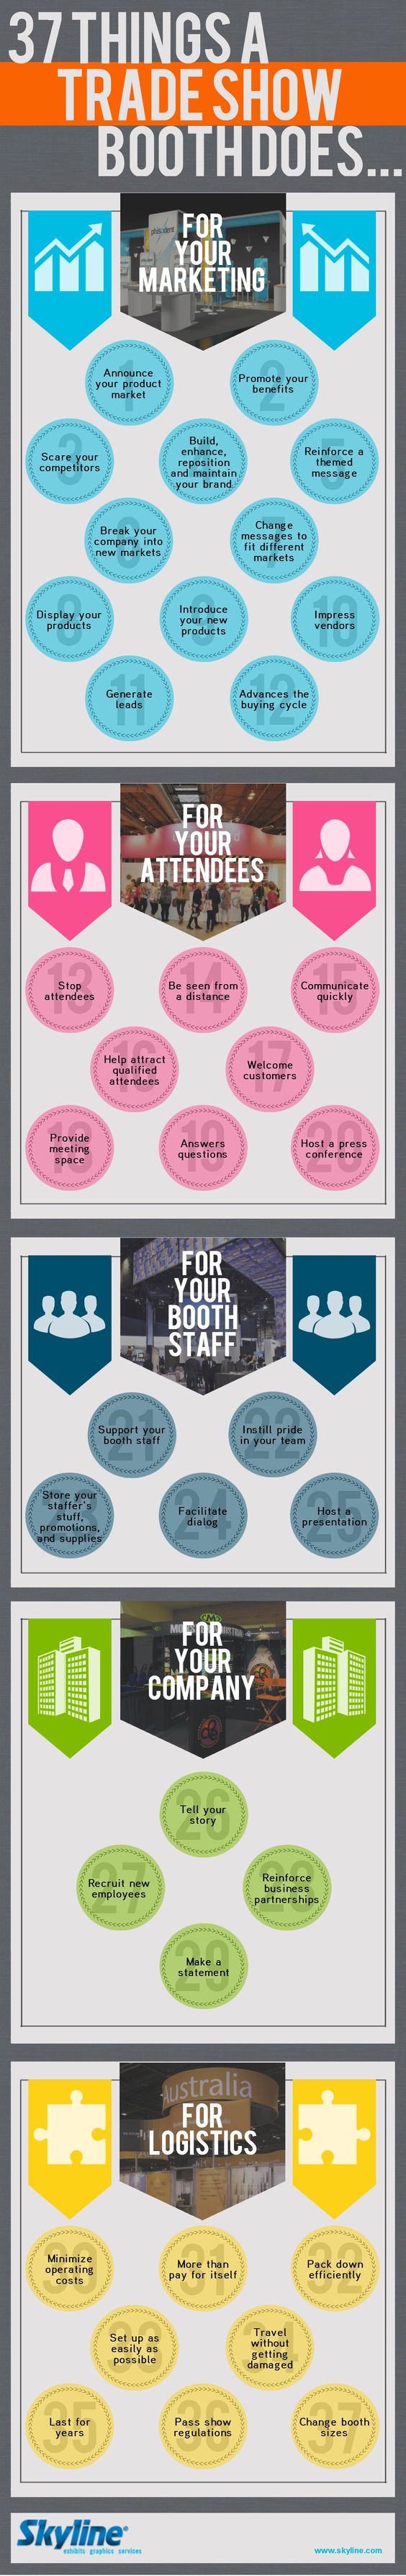 37 THINGS A
TRADE SHOW
BOOTH DOES...
FOR
YOUR
MARKETING
1
Announce
your product
market
2
Promote your
benefits
3
Scare your
competitors
Build,
enhance,
reposition
and maintain
your brand
5
Reinforce a
themed
message
6
Break your
company into
new markets
7
Change
messages to
fit different
markets
8
Display your
products
9
Introduce
your new
products
10
Impress
vendors
11
Generate
leads
12
Advances the
buying cycle
FOR
YOUR
ATTENDEES
13
Stop
attendees
14
Be seen from
a distance
15
Communicate
quickly
16
Help attract
qualified
attendees
17
Welcome
customers
18
Provide
meeting
space
19
Answers
questions
20
Host a press
conference
FOR
YOUR
BOOTH
STAFF
21
Support your
booth staff
22
Instill pride
in your team
23
Store your
staffer's
stuff,
promotions,
and supplies
24
Facilitate
dialog
25
Host a
presentation
FOR
YOUR
COMPANY
26
Tell your
story
27
Recruit new
employees
28
Reinforce
business
partnerships
29
Make a
statement
Australia
FOR
LOGISTICS
30
Minimize
operating
costs
31
More than
pay for itself
32
Pack down
efficiently
33
Set up as
easily as
possible
34
Travel
without
getting
damaged
35
Last for
years
36
Pass show
regulations
37
Change booth
sizes
Skyline®
exhibits graphics services
www.skyline.com